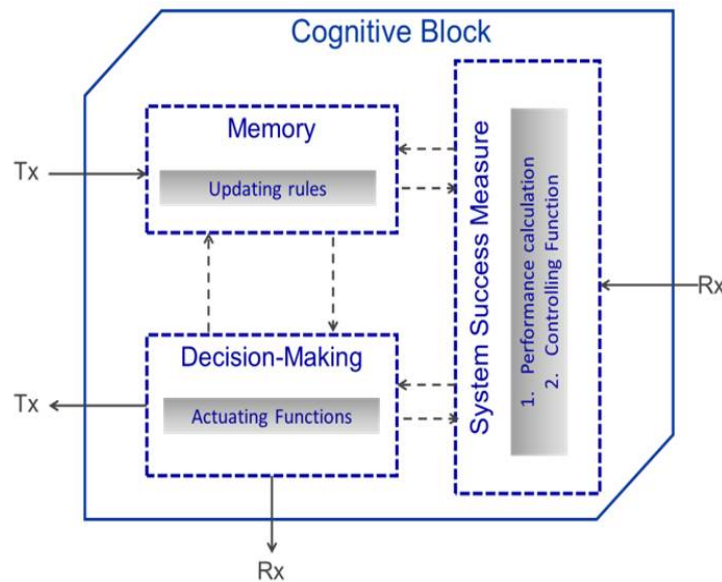 Cognitive Block
Memory
Updating rules
Tx
System Success Measure
1. Performance calculation
2. Controlling Function
Rx
Decision-Making
Actuating Functions
Tx
Rx